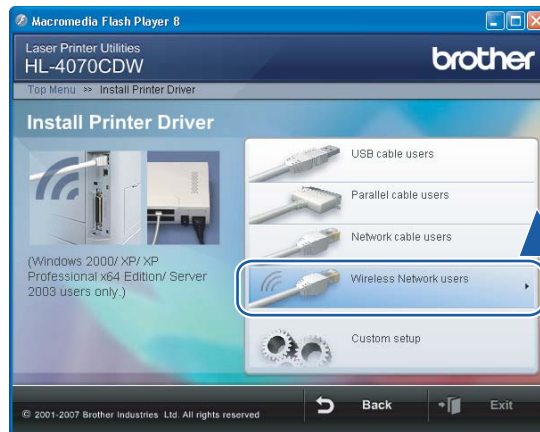 Macromedia Flash Player 8
Laser Printer Utilities
HL-4070CDW
brother
Top Menu >> Install Printer Driver
Install Printer Driver
USB cable users
Parallel cable users
Network cable users
(Windows 2000/ XP/ XP
Professional x64 Edition/ Server
2003 users only.)
Wireless Network users
Custom setup
© 2001-2007 Brother Industries Ltd. All rights reserved
Back
Exit